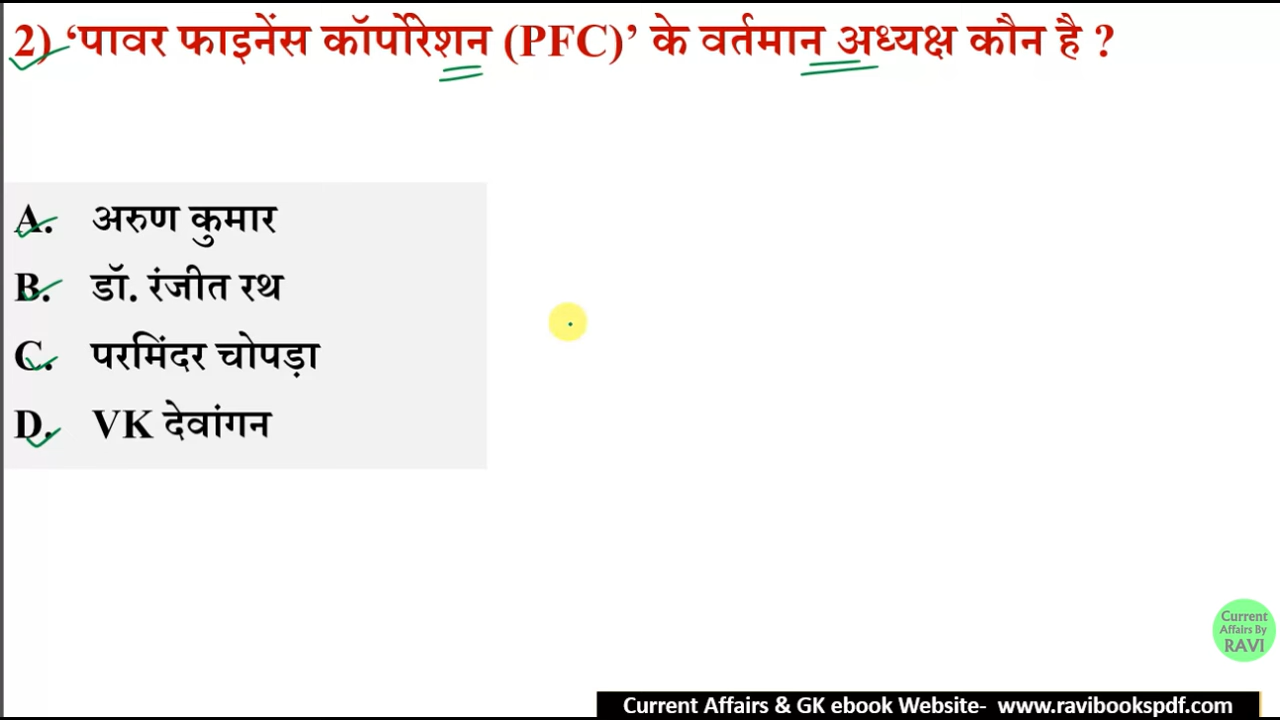 2) ‘पावर फाइनेंस कॉर्पोरेशन (PFC)’ के वर्तमान अध्यक्ष कौन है ?
A. अरुण कुमार
B. डॉ. रंजीत रथ
C. परमिंदर चोपड़ा
D. VK देवांगन
Current
Affairs By
RAVI
Current Affairs & GK ebook Website- www.ravibookspdf.com